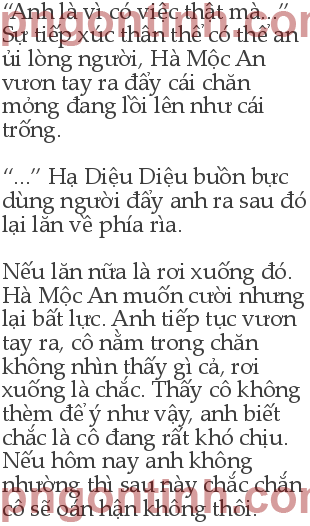 “Anh là vì có việc thật mà...”
Sự tiếp xúc thân thể có thể an
ủi lòng người, Hà Mộc An
vươn tay ra đẩy cái chăn
mỏng đang lồi lên như cái
trống.
“...” Hạ Diệu Diệu buồn bực
dùng người đẩy anh ra sau đó
lại lăn về phía rìa.
Nếu lăn nữa là rơi xuống đó.
Hà Mộc An muốn cười nhưng
lại bất lực. Anh tiếp tục vươn
tay ra, cô nằm trong chăn
không nhìn thấy gì cả, rơi
xuống là chắc. Thấy cô không
thèm để ý như vậy, anh biết
chắc là cô đang rất khó chịu.
Nếu hôm nay anh không
nhường thì sau này chắc chắn
cô sẽ oán hận không thôi.